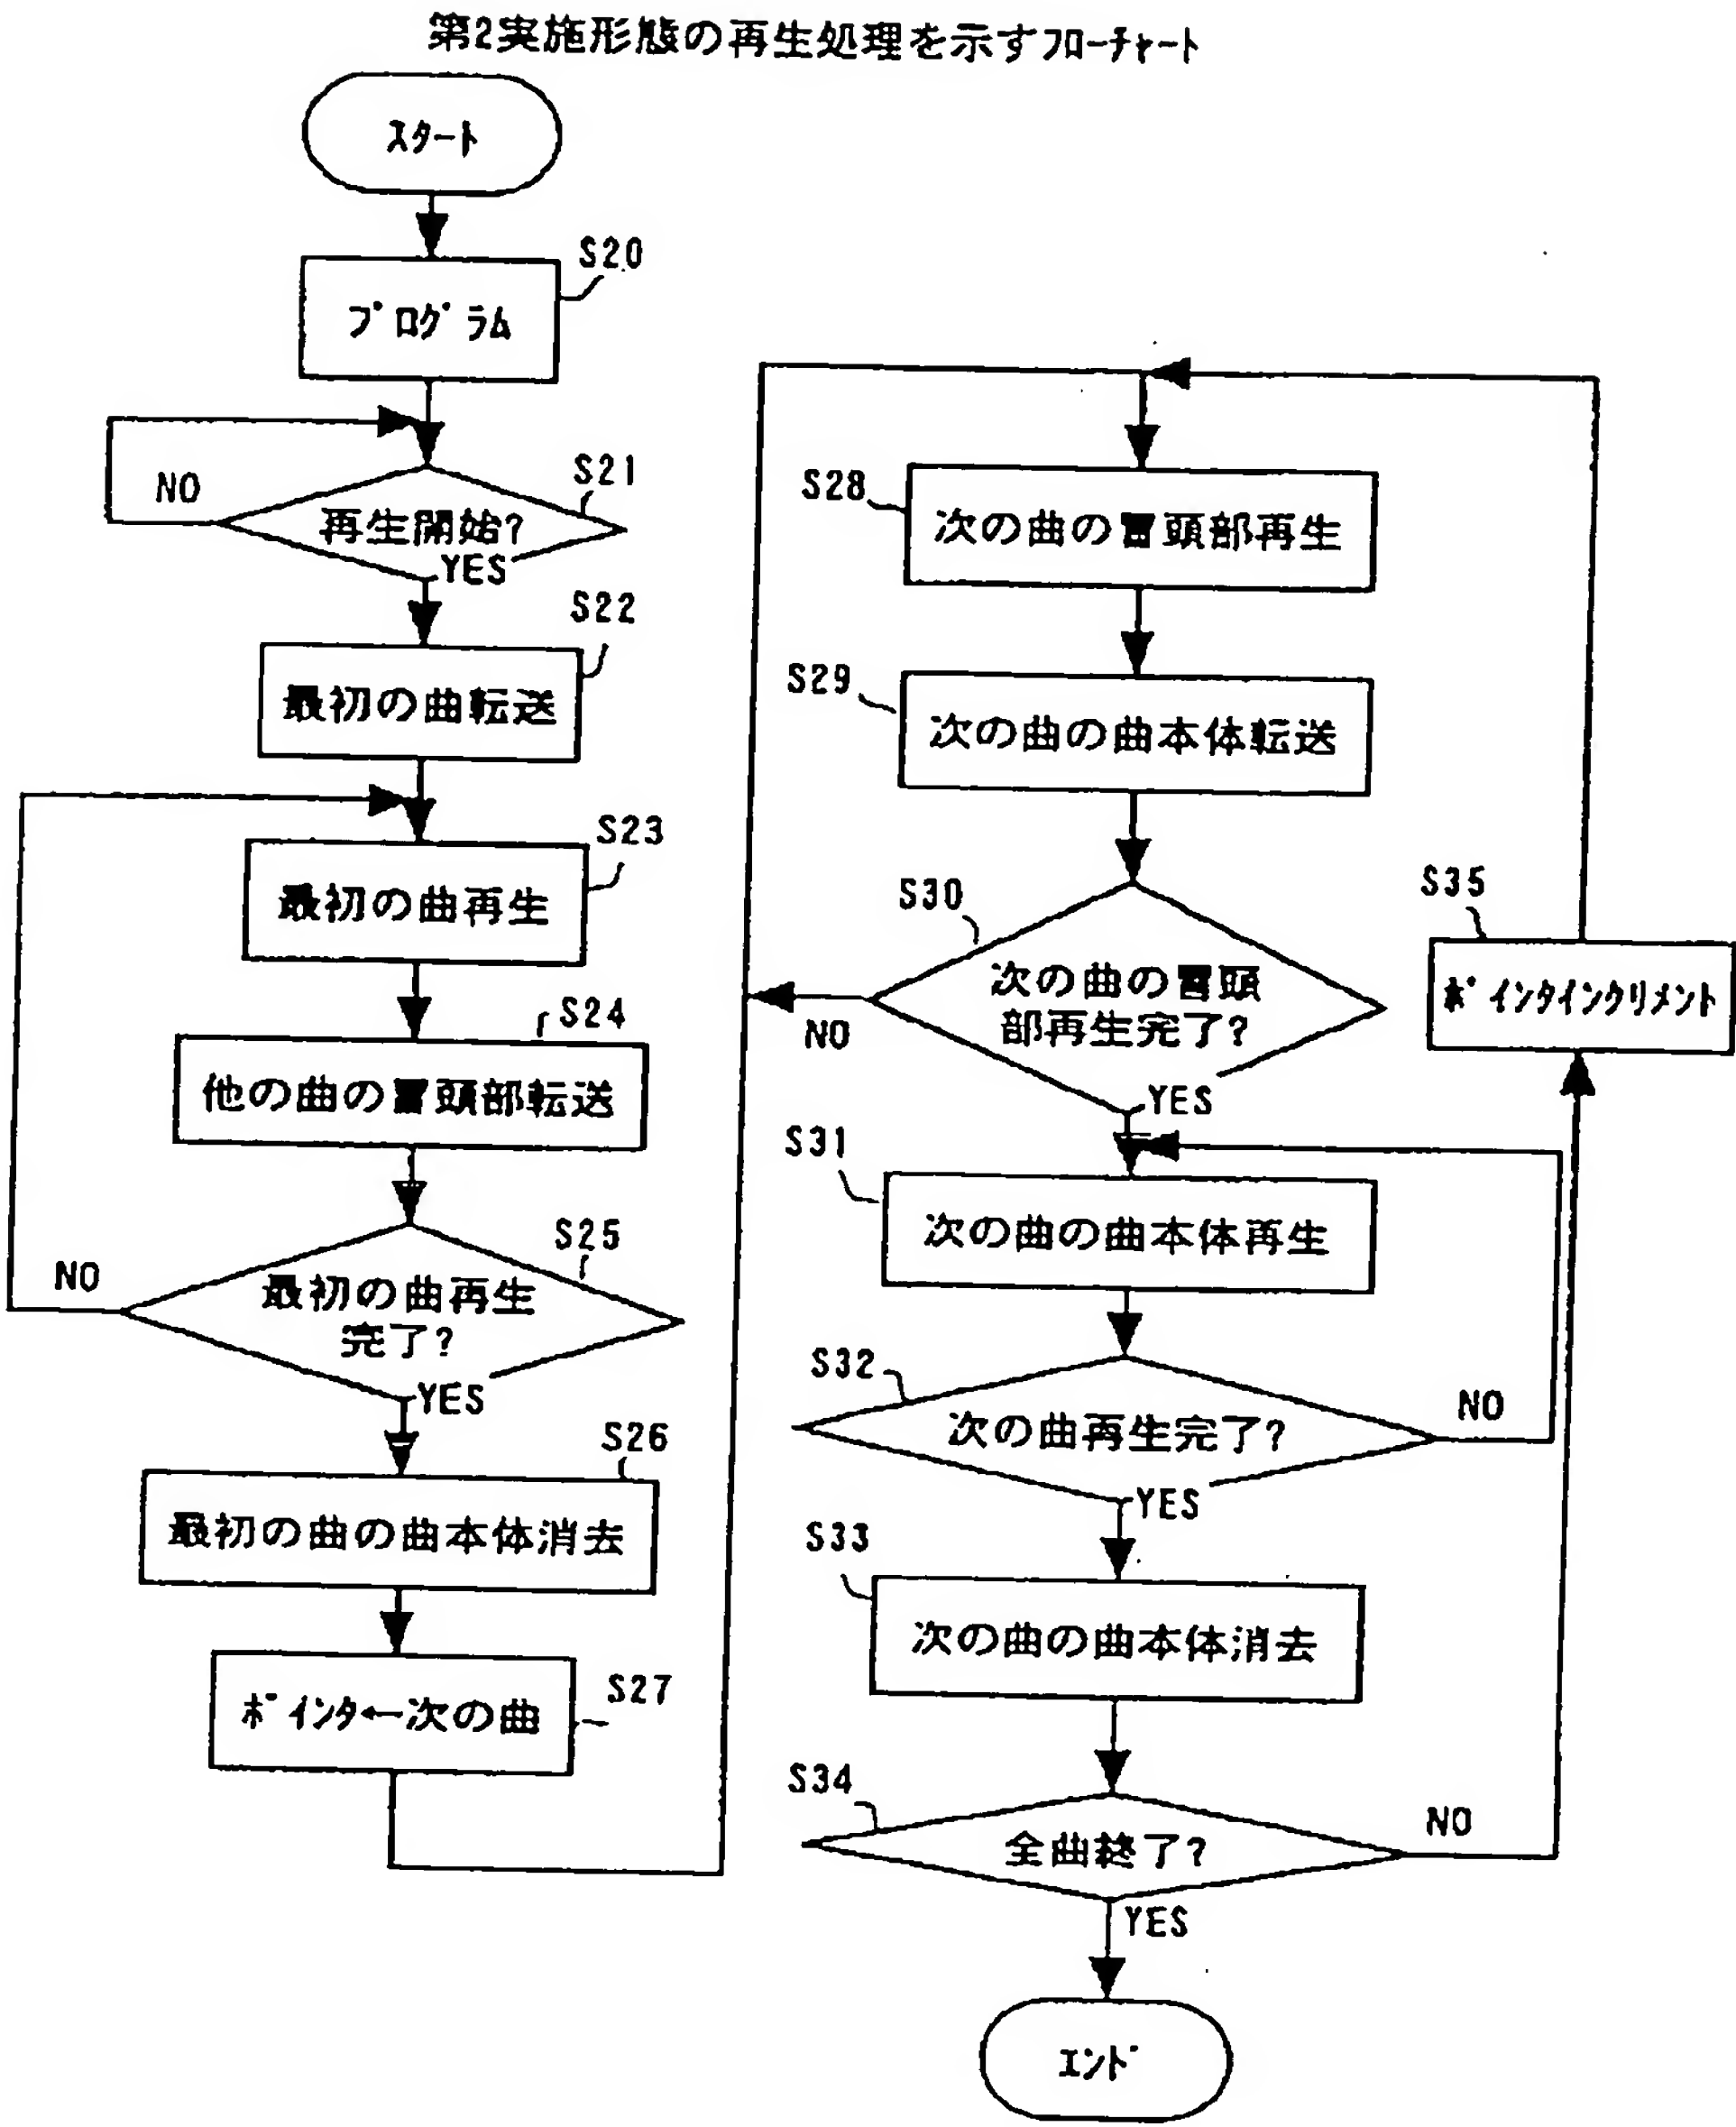 第2実施形態の再生処理を示すフローチャート
スタート
S20
プログラム
S21
NO
再生開始?
YES
S22
最初の曲転送
S23
最初の曲再生
S24
他の曲の冒頭部転送
S25
NO
最初の曲再生
完了?
YES
S26
最初の曲の曲本体消去
S27
ポインタ←次の曲
S28
次の曲の冒頭部再生
S29
次の曲の曲本体転送
S30
次の曲の冒頭
部再生完了?
NO
YES
S31
次の曲の曲本体再生
S32
次の曲再生完了?
NO
YES
S33
次の曲の曲本体消去
S34
全曲終了?
NO
YES
S35
ポインタインクリメント
エンド